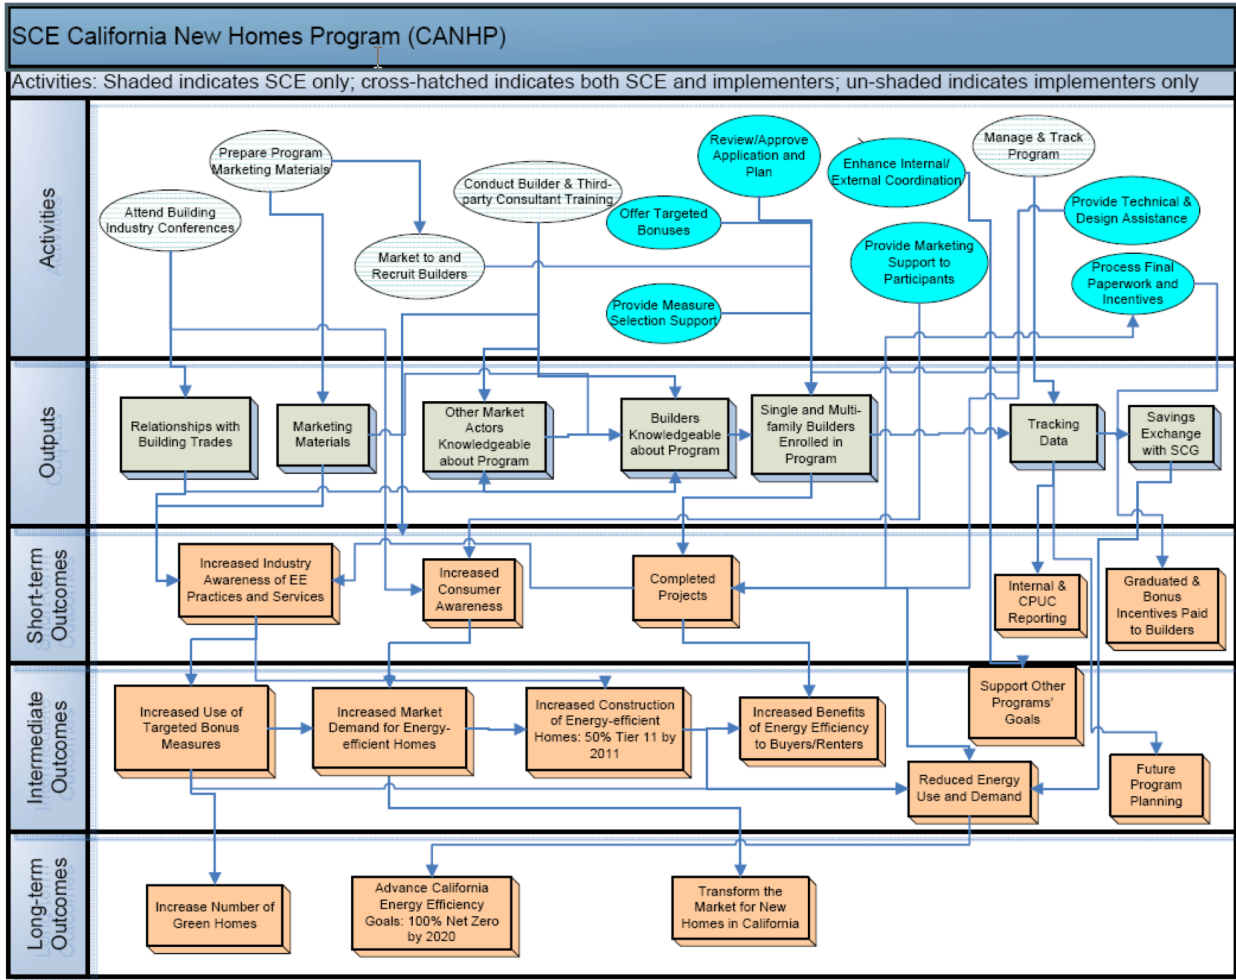 SCE California New Homes Program (CANHP)
Activities: Shaded indicates SCE only; cross-hatched indicates both SCE and implementers; un-shaded indicates implementers only
Activities
Prepare Program
Marketing Materials
Attend Building
Industry Conferences
Market to and
Recruit Builders
Conduct Builder & Third-
party Consultant Training
Offer Targeted
Bonuses
Provide Measure
Selection Support
Review/Approve
Application and
Plan
Enhance Internal/
External Coordination
Provide Marketing
Support to
Participants
Manage & Track
Program
Provide Technical &
Design Assistance
Process Final
Paperwork and
Incentives
Outputs
Relationships with
Building Trades
Marketing
Materials
Other Market
Actors
Knowledgeable
about Program
Builders
Knowledgeable
about Program
Single and Multi-
family Builders
Enrolled in
Program
Tracking
Data
Savings
Exchange
with SCG
Short-term
Outcomes
Increased Industry
Awareness of EE
Practices and Services
Increased
Consumer
Awareness
Completed
Projects
Internal &
CPUC
Reporting
Graduated &
Bonus
Incentives Paid
to Builders
Intermediate
Outcomes
Increased Use of
Targeted Bonus
Measures
Increased Market
Demand for Energy-
efficient Homes
Increased Construction
of Energy-efficient
Homes: 50% Tier 11 by
2011
Increased Benefits
of Energy Efficiency
to Buyers/Renters
Support Other
Programs'
Goals
Reduced Energy
Use and Demand
Future
Program
Planning
Long-term
Outcomes
Increase Number of
Green Homes
Advance California
Energy Efficiency
Goals: 100% Net Zero
by 2020
Transform the
Market for New
Homes in California